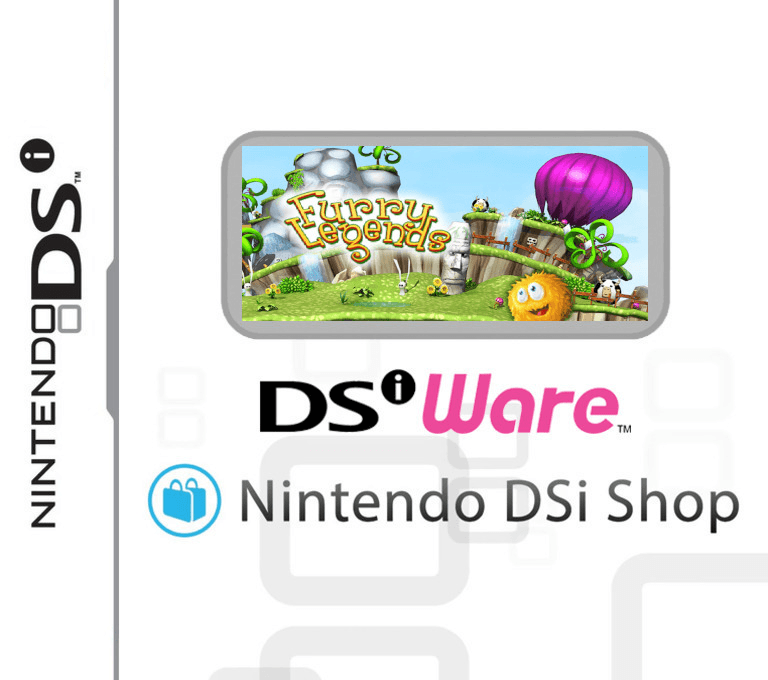 NINTENDO DSi™
Furry
Legends
DSiWare™
Nintendo DSi Shop